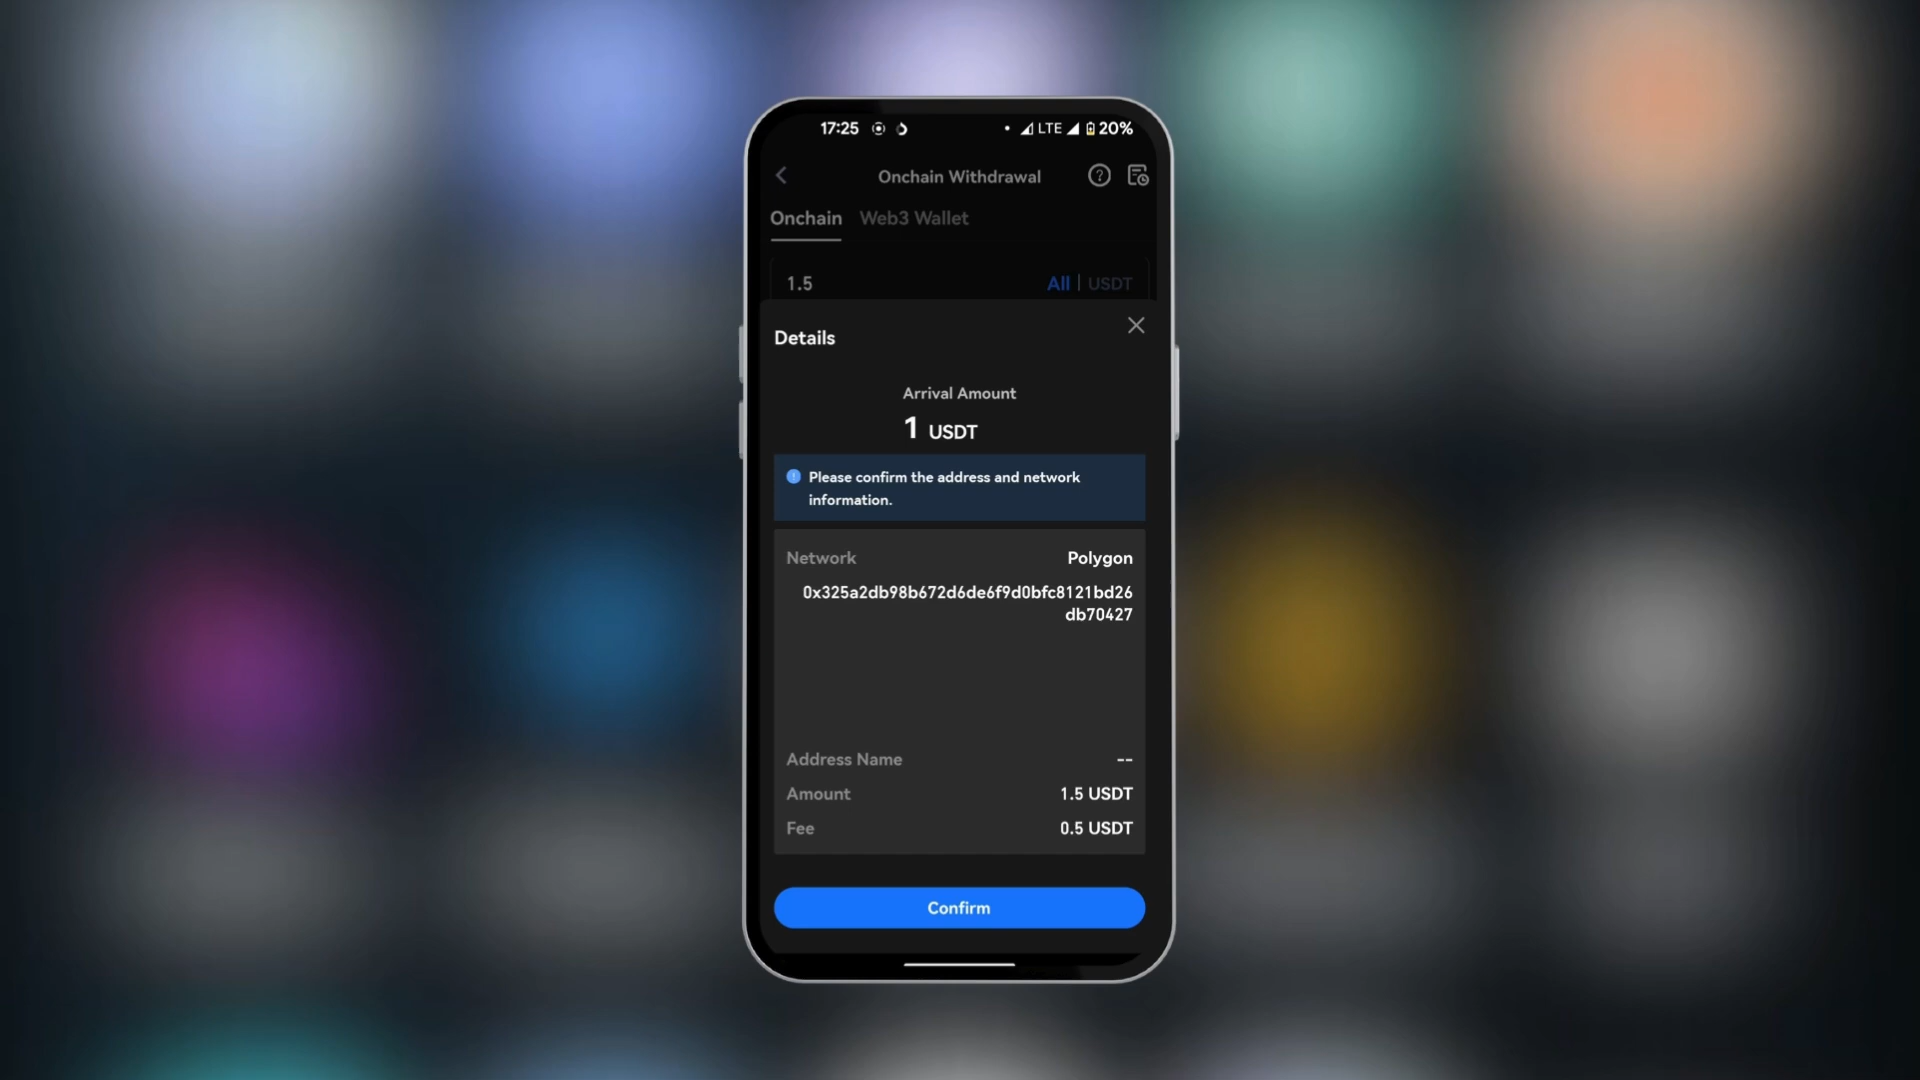 17:25 LTE 20%
Onchain Withdrawal
Onchain Web3 Wallet
1.5 All | USDT
Details
Arrival Amount
1 USDT
Please confirm the address and network
information.
Network Polygon
0x325a2db98b672d6de6f9d0bfc8121bd26
db70427
Address Name --
Amount 1.5 USDT
Fee 0.5 USDT
Confirm